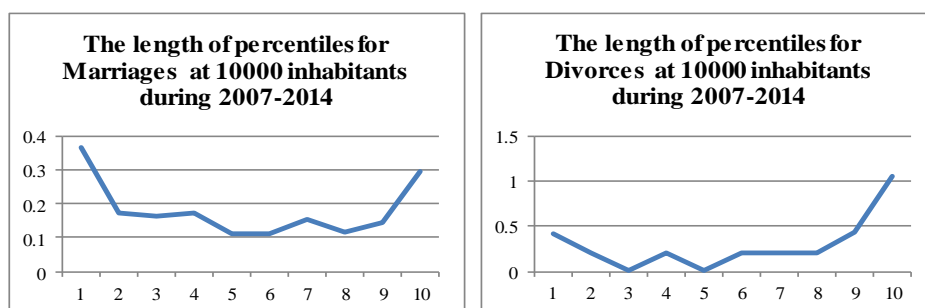 The length of percentiles for
Marriages at 10000 inhabitants
during 2007-2014
0.4
0.3
0.2
0.1
0
1 2 3 4 5 6 7 8 9 10
The length of percentiles for
Divorces at 10000 inhabitants
during 2007-2014
1.5
1
0.5
0
1 2 3 4 5 6 7 8 9 10